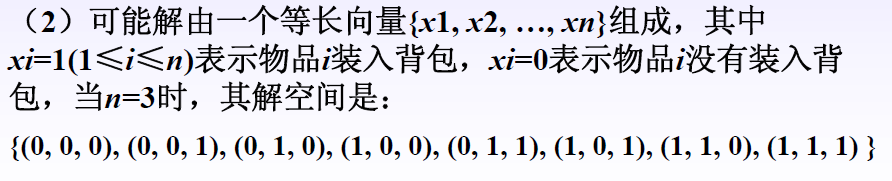 （2）可能解由一个等长向量{x1, x2, …, xn}组成，其中
xi=1(1≤i≤n)表示物品i装入背包，xi=0表示物品i没有装入背
包，当n=3时，其解空间是：
{(0, 0, 0), (0, 0, 1), (0, 1, 0), (1, 0, 0), (0, 1, 1), (1, 0, 1), (1, 1, 0), (1, 1, 1) }